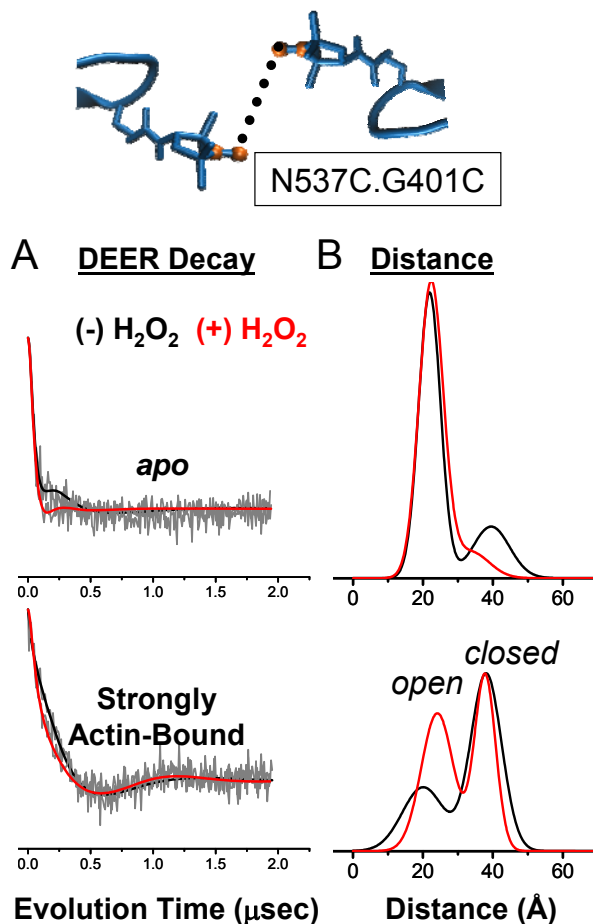 N537C.G401C
A DEER Decay
B Distance
(-) H₂O₂ (+) H₂O₂
apo
0.0 0.5 1.0 1.5 2.0
0 20 40 60
Strongly
Actin-Bound
open
closed
0.0 0.5 1.0 1.5 2.0
0 20 40 60
Evolution Time (μsec)
Distance (Å)